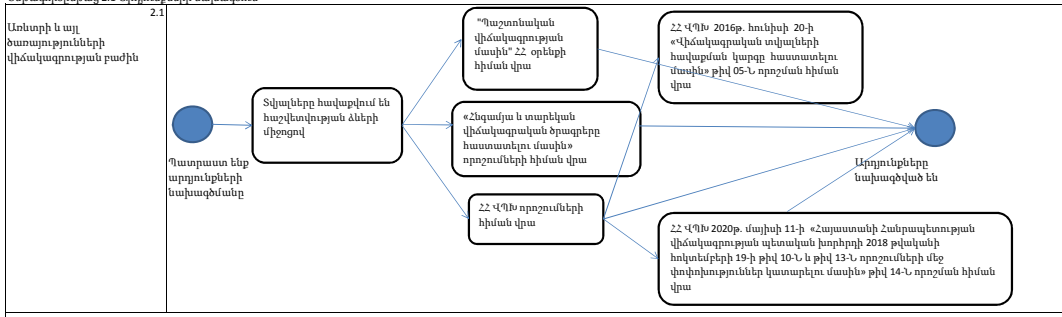 2.1
Առևտրի և այլ
ծառայությունների
վիճակագրության բաժին
Պատրաստ ենք
արդյունքների
նախագծմանը
Տվյալները հավաքվում են
հաշվետվության ձևերի
միջոցով
"Պաշտոնական
վիճակագրության
մասին" ՀՀ օրենքի
հիման վրա
«Հնգամյա և տարեկան
վիճակագրական ծրագրերը
հաստատելու մասին»
որոշումների հիման վրա
ՀՀ ՎՊԽ որոշումների
հիման վրա
ՀՀ ՎՊԽ 2016թ. հունիսի 20-ի
«Վիճակագրական տվյալների
հավաքման կարգը հաստատելու
մասին» թիվ 05-Ն որոշման հիման
վրա
Արդյունքները
նախագծված են
ՀՀ ՎՊԽ 2020թ. մայիսի 11-ի «Հայաստանի Հանրապետության
վիճակագրության պետական խորհրդի 2018 թվականի
հոկտեմբերի 19-ի թիվ 10-Ն և թիվ 13-Ն որոշումների մեջ
փոփոխություններ կատարելու մասին» թիվ 14-Ն որոշման հիման
վրա